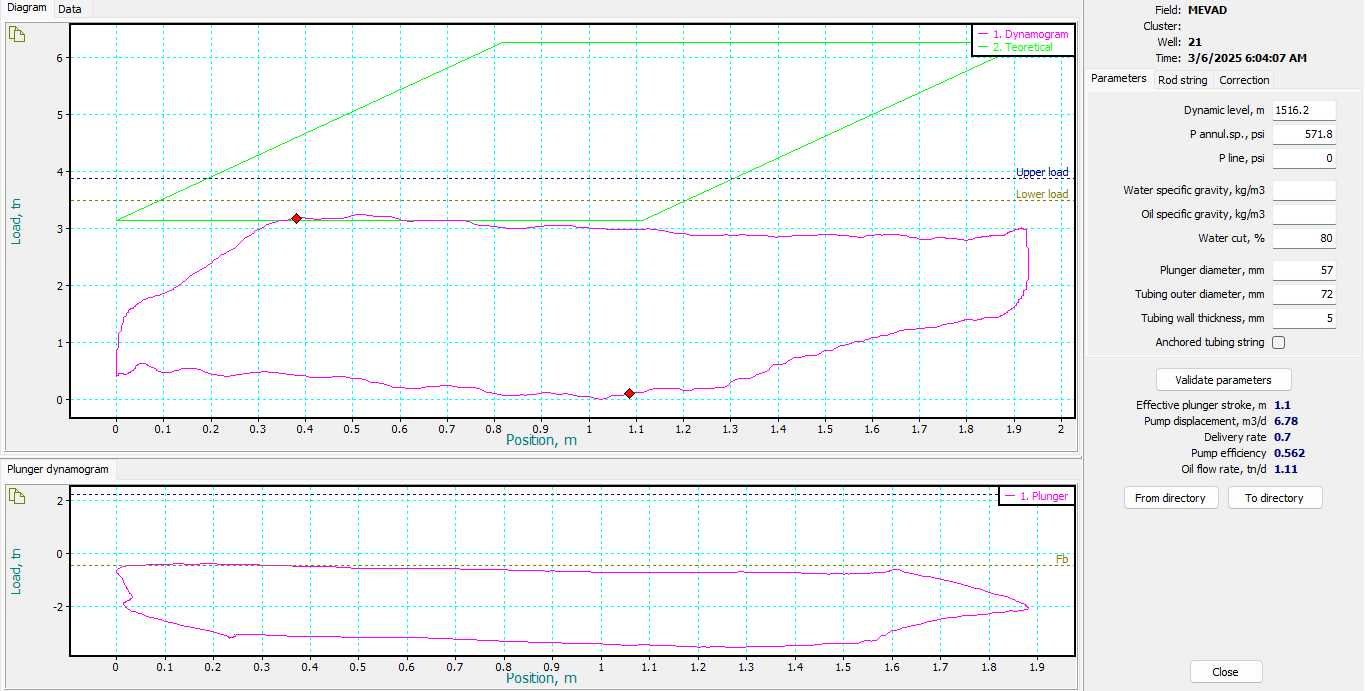 Diagram Data
1. Dynamogram
2. Teoretical
Load, tn
6
5
4
3
2
1
0
Upper load
Lower load
0 0.1 0.2 0.3 0.4 0.5 0.6 0.7 0.8 0.9 1 1.1 1.2 1.3 1.4 1.5 1.6 1.7 1.8 1.9 2
Position, m
Plunger dynamogram
1. Plunger
Load, tn
2
0
-2
Fb
0 0.1 0.2 0.3 0.4 0.5 0.6 0.7 0.8 0.9 1 1.1 1.2 1.3 1.4 1.5 1.6 1.7 1.8 1.9
Position, m
Field: MEVAD
Cluster:
Well: 21
Time: 3/6/2025 6:04:07 AM
Parameters Rod string Correction
Dynamic level, m 1516.2
P annul.sp., psi 571.8
P line, psi 0
Water specific gravity, kg/m3
Oil specific gravity, kg/m3
Water cut, % 80
Plunger diameter, mm 57
Tubing outer diameter, mm 72
Tubing wall thickness, mm 5
Anchored tubing string
Validate parameters
Effective plunger stroke, m 1.1
Pump displacement, m3/d 6.78
Delivery rate 0.7
Pump efficiency 0.562
Oil flow rate, tn/d 1.11
From directory To directory
Close